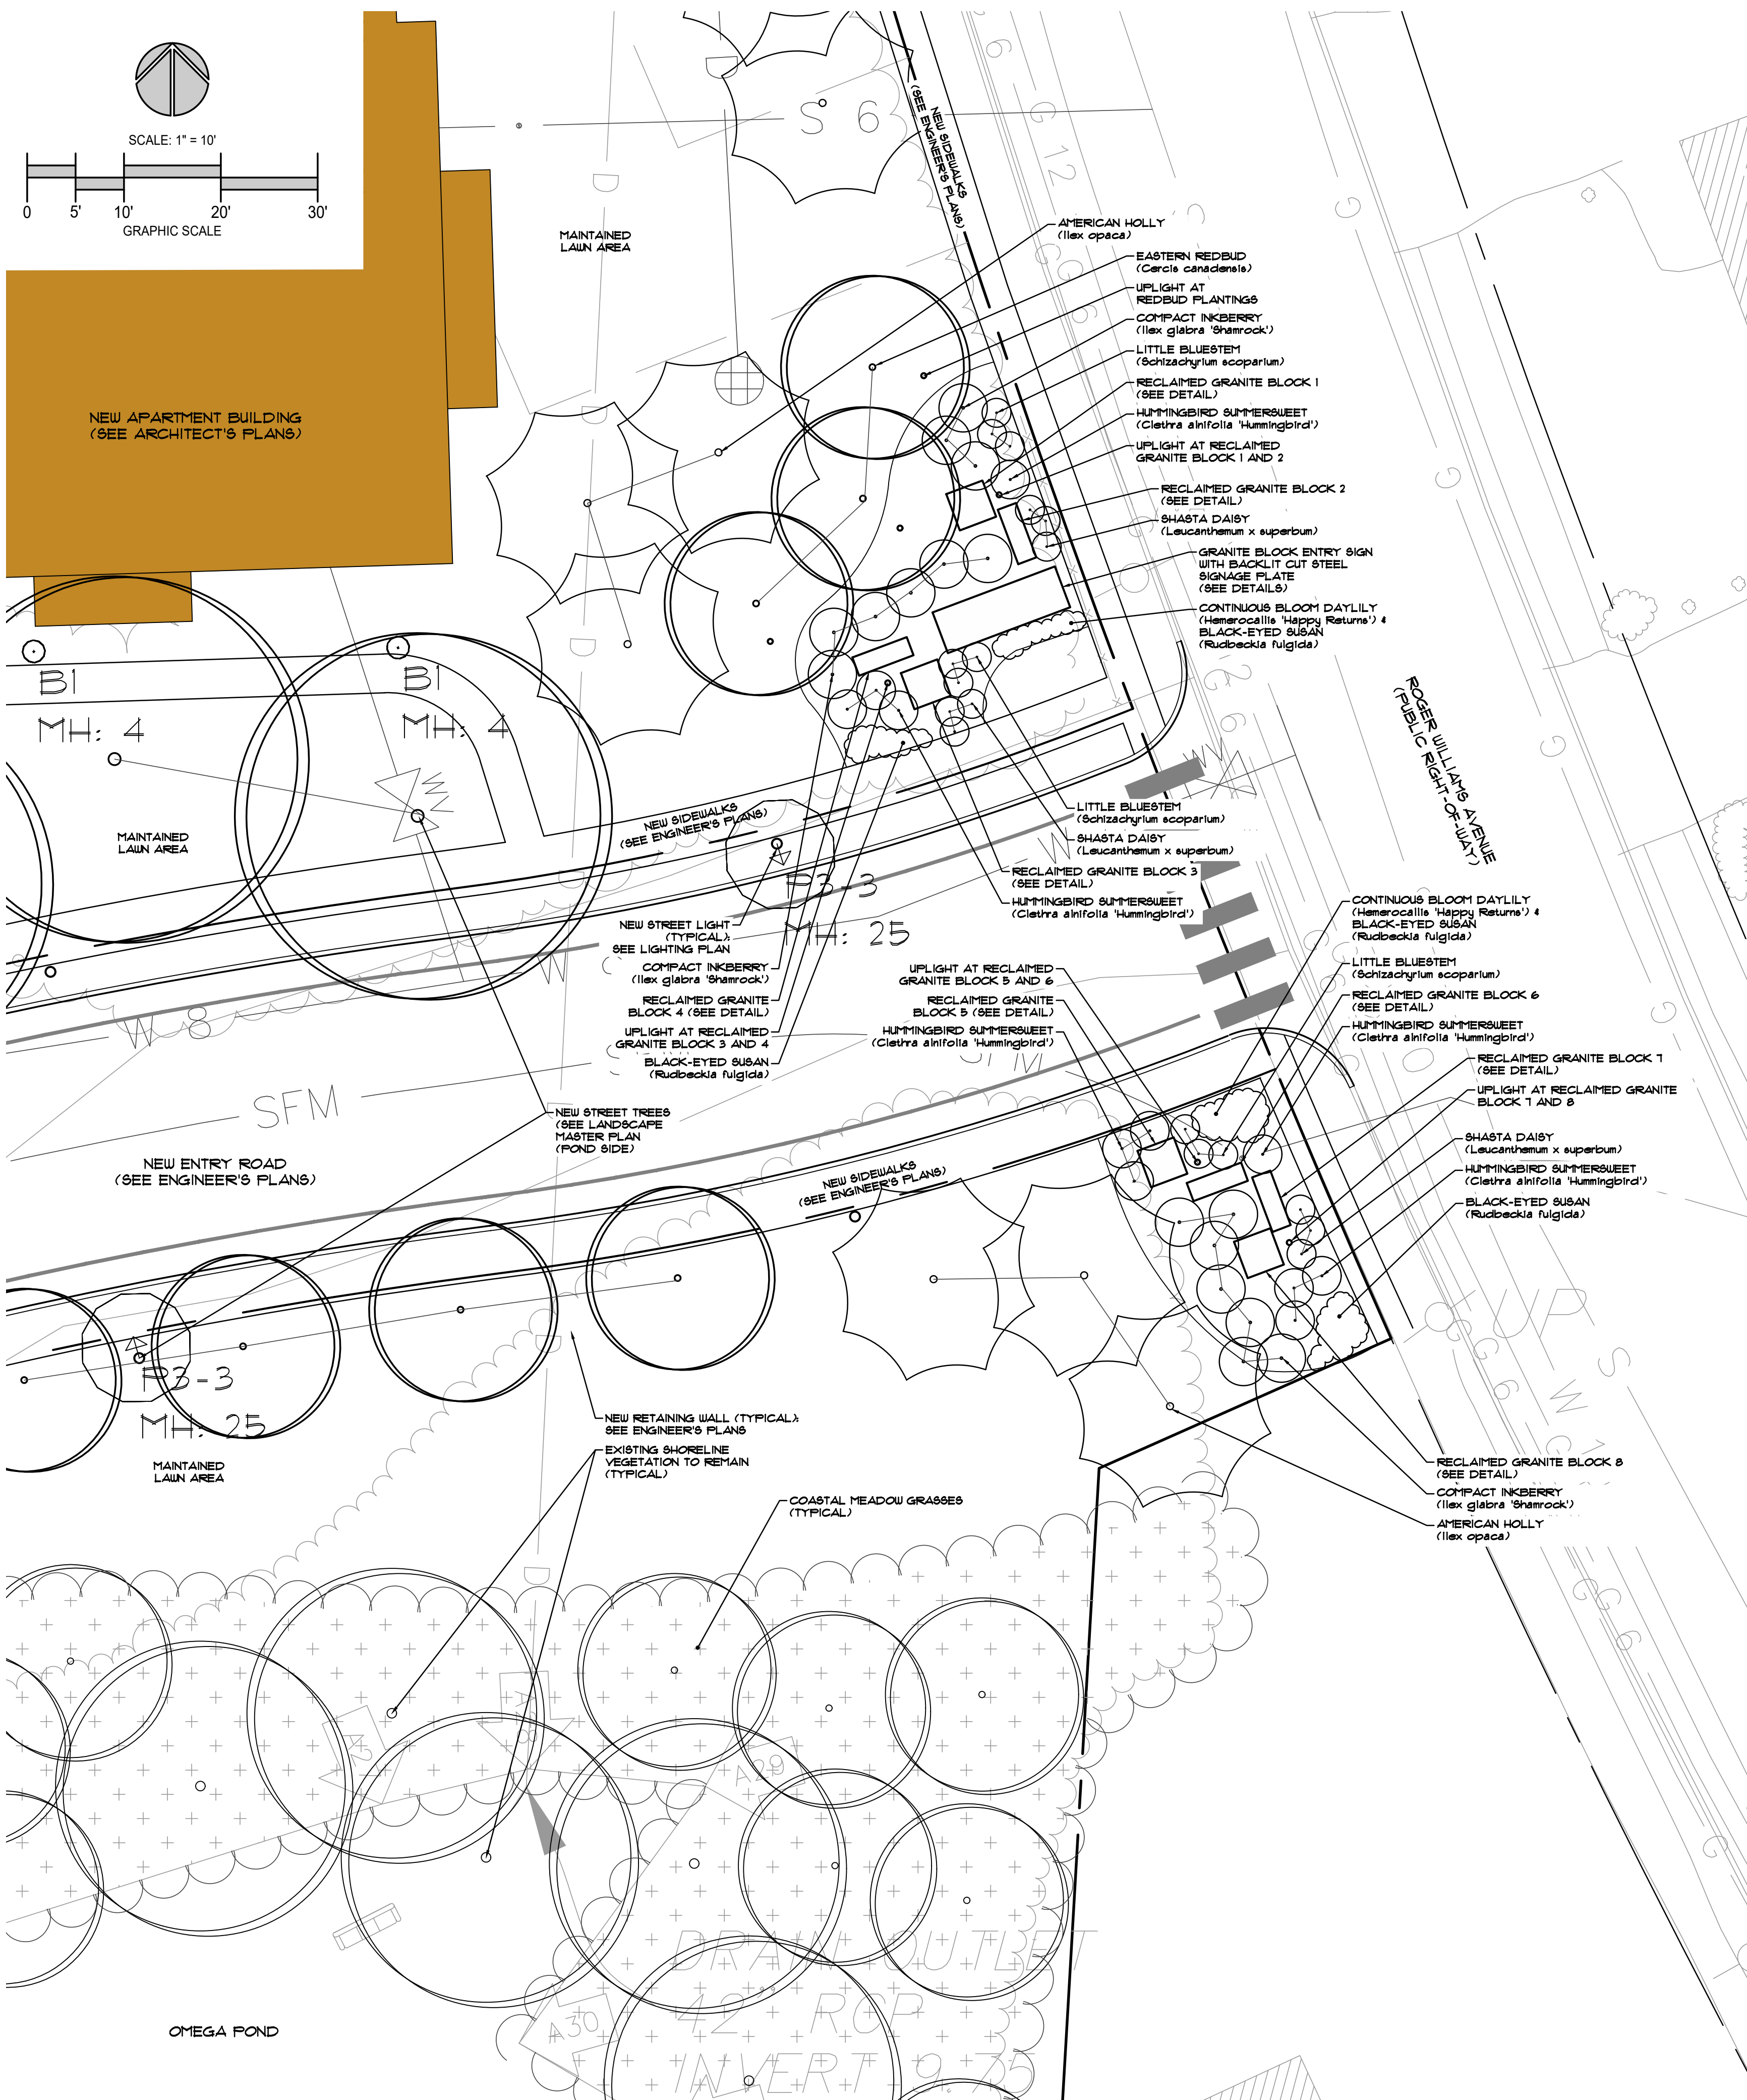 SCALE: 1" = 10'
0 5' 10' 20' 30'
GRAPHIC SCALE
NEW APARTMENT BUILDING
(SEE ARCHITECT'S PLANS)
MAINTAINED
LAWN AREA
S 6
NEW SIDEWALKS
(SEE ENGINEER'S PLANS)
AMERICAN HOLLY
(Ilex opaca)
EASTERN REDBUD
(Cercis canadensis)
UPLIGHT AT
REDBUD PLANTINGS
COMPACT INKBERRY
(Ilex glabra 'Shamrock')
LITTLE BLUESTEM
(Schizachyrium scoparium)
RECLAIMED GRANITE BLOCK 1
(SEE DETAIL)
HUMMINGBIRD SUMMERSWEET
(Clethra alnifolia 'Hummingbird')
UPLIGHT AT RECLAIMED
GRANITE BLOCK 1 AND 2
RECLAIMED GRANITE BLOCK 2
(SEE DETAIL)
SHASTA DAISY
(Leucanthemum x superbum)
GRANITE BLOCK ENTRY SIGN
WITH BACKLIT CUT STEEL
SIGNAGE PLATE
(SEE DETAILS)
CONTINUOUS BLOOM DAYLILY
(Hemerocallis 'Happy Returns') &
BLACK-EYED SUSAN
(Rudbeckia fulgida)
ROGER WILLIAMS AVENUE
(PUBLIC RIGHT-OF-WAY)
B1
MH: 4
B1
MH: 4
MAINTAINED
LAWN AREA
NEW SIDEWALKS
(SEE ENGINEER'S PLANS)
P3-3
MH: 25
LITTLE BLUESTEM
(Schizachyrium scoparium)
SHASTA DAISY
(Leucanthemum x superbum)
RECLAIMED GRANITE BLOCK 3
(SEE DETAIL)
HUMMINGBIRD SUMMERSWEET
(Clethra alnifolia 'Hummingbird')
NEW STREET LIGHT
(TYPICAL);
SEE LIGHTING PLAN
COMPACT INKBERRY
(Ilex glabra 'Shamrock')
RECLAIMED GRANITE
BLOCK 4 (SEE DETAIL)
UPLIGHT AT RECLAIMED
GRANITE BLOCK 3 AND 4
BLACK-EYED SUSAN
(Rudbeckia fulgida)
UPLIGHT AT RECLAIMED
GRANITE BLOCK 5 AND 6
RECLAIMED GRANITE
BLOCK 5 (SEE DETAIL)
HUMMINGBIRD SUMMERSWEET
(Clethra alnifolia 'Hummingbird')
CONTINUOUS BLOOM DAYLILY
(Hemerocallis 'Happy Returns') &
BLACK-EYED SUSAN
(Rudbeckia fulgida)
LITTLE BLUESTEM
(Schizachyrium scoparium)
RECLAIMED GRANITE BLOCK 6
(SEE DETAIL)
HUMMINGBIRD SUMMERSWEET
(Clethra alnifolia 'Hummingbird')
RECLAIMED GRANITE BLOCK 7
(SEE DETAIL)
UPLIGHT AT RECLAIMED GRANITE
BLOCK 7 AND 8
SHASTA DAISY
(Leucanthemum x superbum)
HUMMINGBIRD SUMMERSWEET
(Clethra alnifolia 'Hummingbird')
BLACK-EYED SUSAN
(Rudbeckia fulgida)
W 8
SFM
NEW STREET TREES
(SEE LANDSCAPE
MASTER PLAN
(POND SIDE)
NEW ENTRY ROAD
(SEE ENGINEER'S PLANS)
NEW SIDEWALKS
(SEE ENGINEER'S PLANS)
P3-3
MH: 25
MAINTAINED
LAWN AREA
NEW RETAINING WALL (TYPICAL);
SEE ENGINEER'S PLANS
EXISTING SHORELINE
VEGETATION TO REMAIN
(TYPICAL)
COASTAL MEADOW GRASSES
(TYPICAL)
RECLAIMED GRANITE BLOCK 8
(SEE DETAIL)
COMPACT INKBERRY
(Ilex glabra 'Shamrock')
AMERICAN HOLLY
(Ilex opaca)
A29
A30
DRAIN OUTLET
42" RCP
INVERT 9.75
OMEGA POND